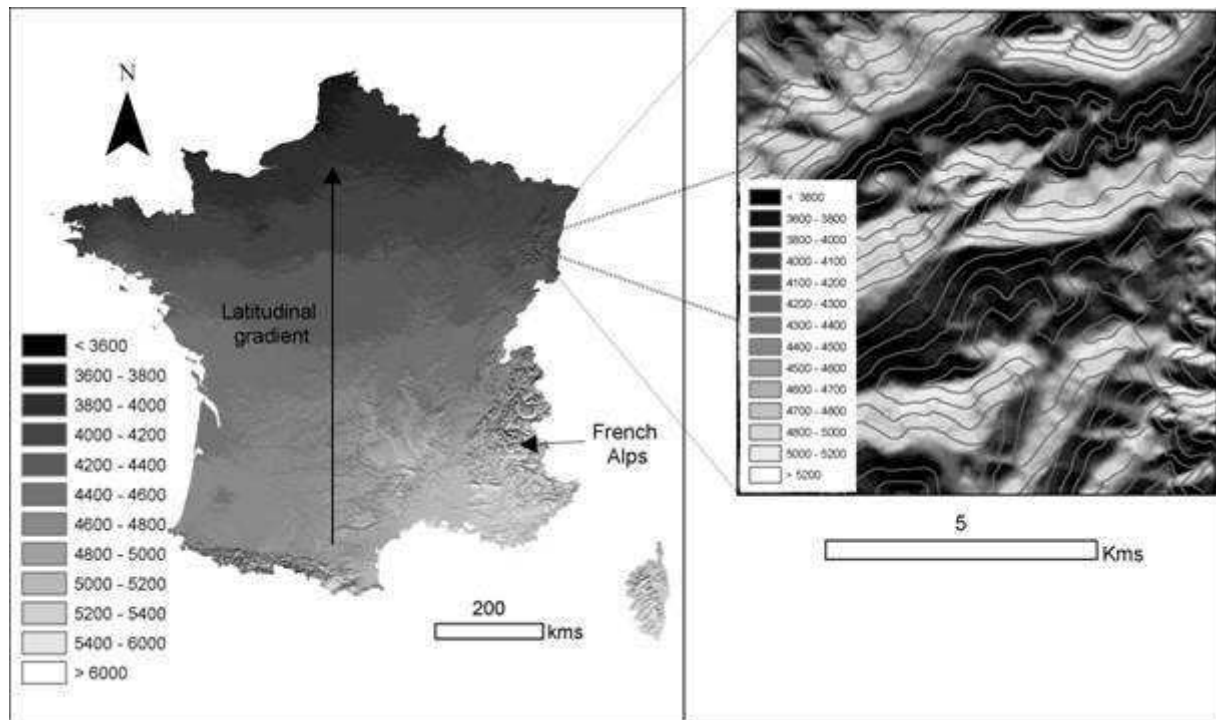 N
Latitudinal
gradient
< 3600
3600 - 3800
3800 - 4000
4000 - 4200
4200 - 4400
4400 - 4600
4600 - 4800
4800 - 5000
5000 - 5200
5200 - 5400
5400 - 6000
> 6000
French
Alps
200
kms
< 3600
3600 - 3800
3800 - 4000
4000 - 4100
4100 - 4200
4200 - 4300
4300 - 4400
4400 - 4500
4500 - 4600
4600 - 4700
4700 - 4800
4800 - 5000
5000 - 5200
> 5200
5
Kms